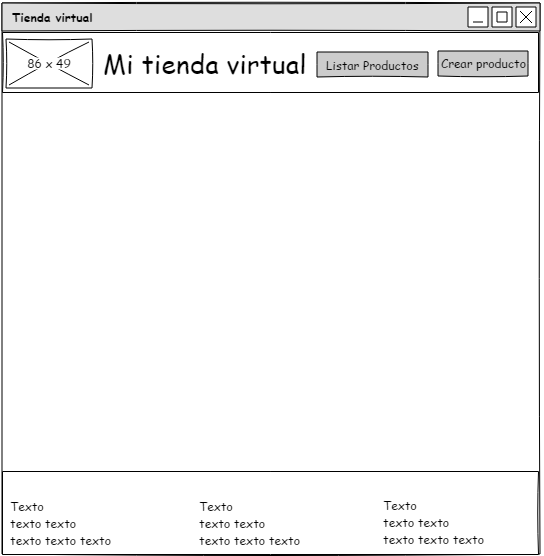 Tienda virtual
86 x 49
Mi tienda virtual
Listar Productos
Crear producto
Texto
texto texto
texto texto texto
Texto
texto texto
texto texto texto
Texto
texto texto
texto texto texto